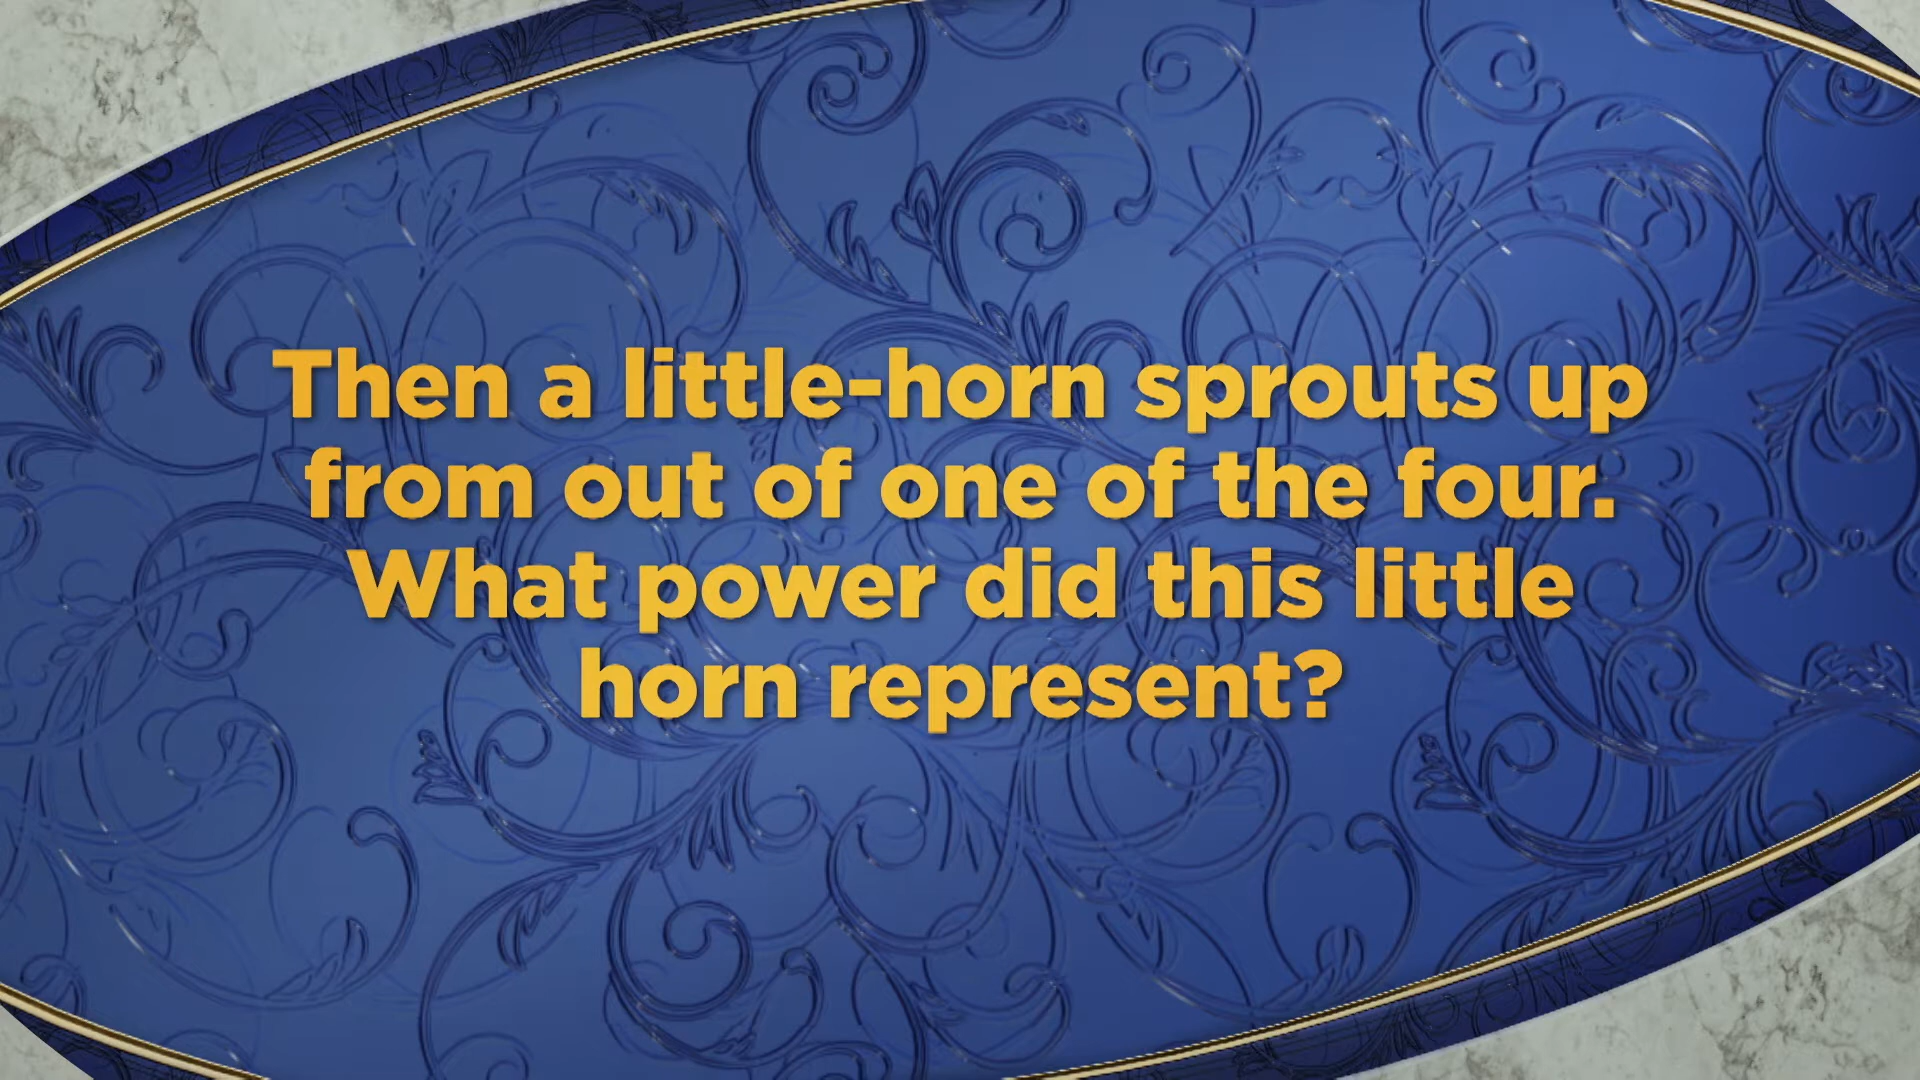 Then a little-horn sprouts up
from out of one of the four.
What power did this little
horn represent?